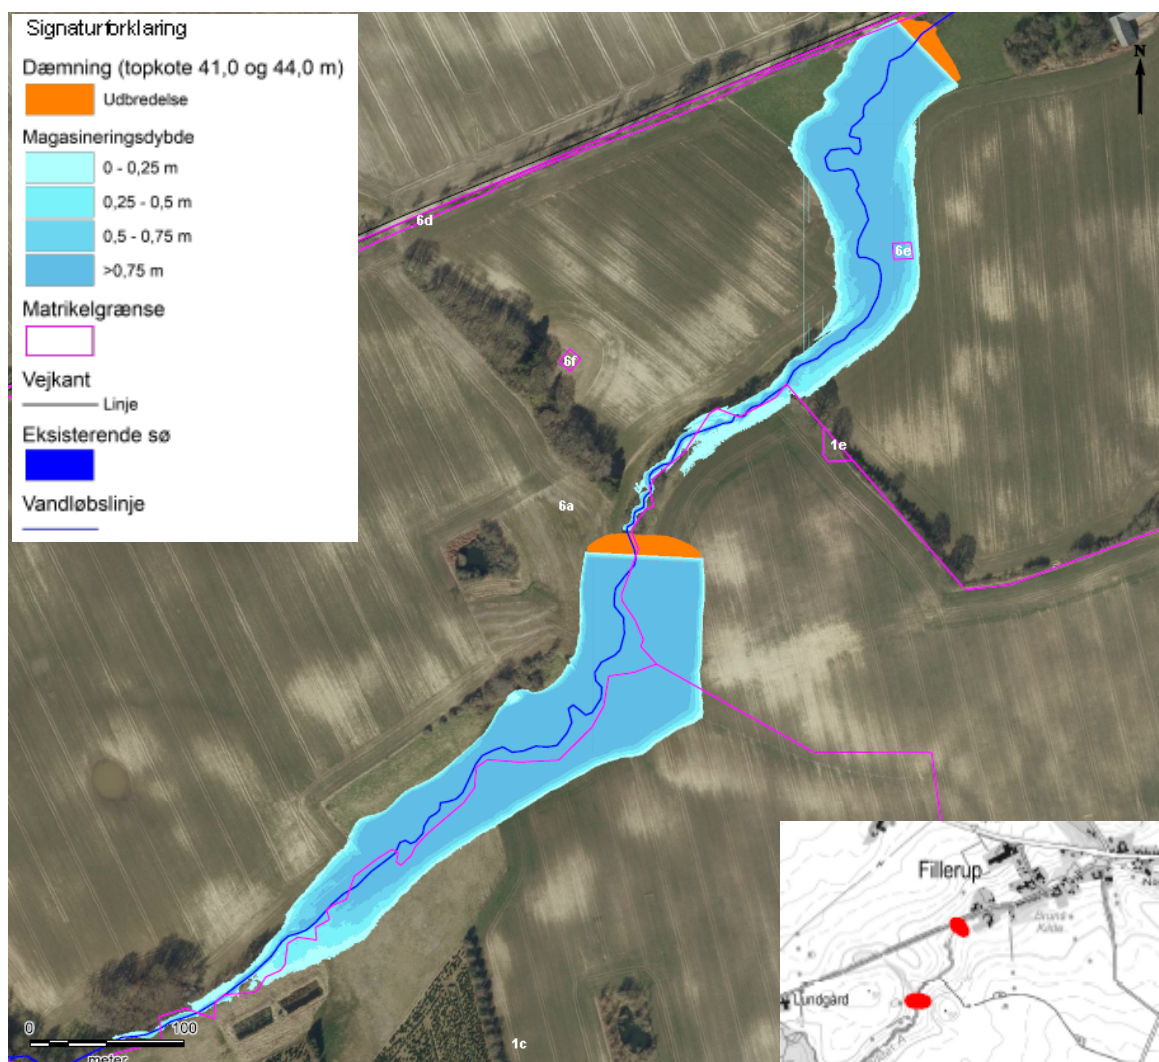 Signaturforklaring
Dæmning (topkote 41,0 og 44,0 m)
Udbredelse
Magasineringsdybde
0 - 0,25 m
0,25 - 0,5 m
0,5 - 0,75 m
>0,75 m
Matrikelgrænse
Vejkant
Linje
Eksisterende sø
Vandløbslinje
N
6d
6e
6f
1e
6a
1c
0 100
meter
Fillerup
Brund
Kilde
Lundgård